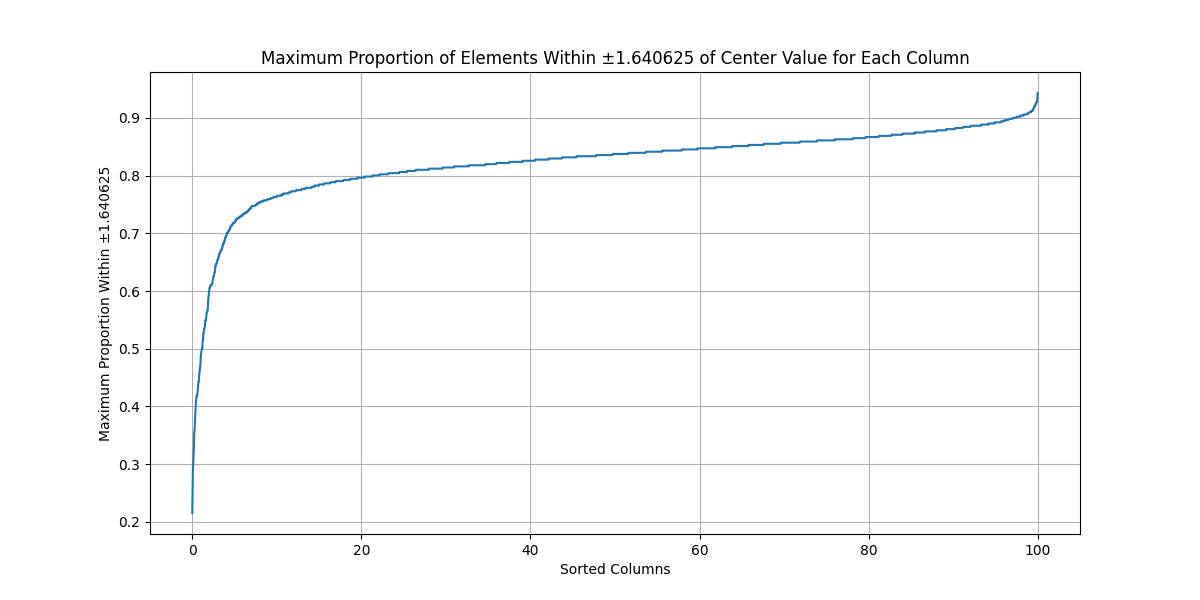 Maximum Proportion of Elements Within ±1.640625 of Center Value for Each Column
Maximum Proportion Within ±1.640625
0.9
0.8
0.7
0.6
0.5
0.4
0.3
0.2
0 20 40 60 80 100
Sorted Columns